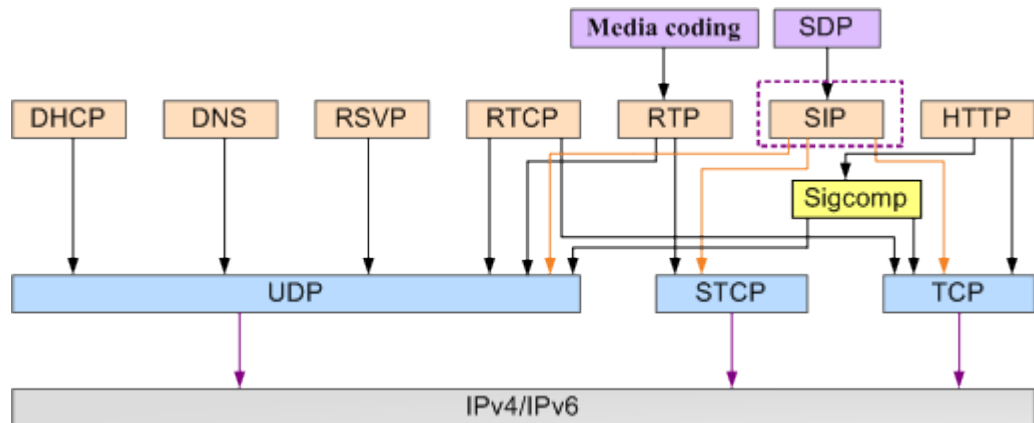 Media coding
SDP
DHCP
DNS
RSVP
RTCP
RTP
SIP
HTTP
Sigcomp
UDP
STCP
TCP
IPv4/IPv6